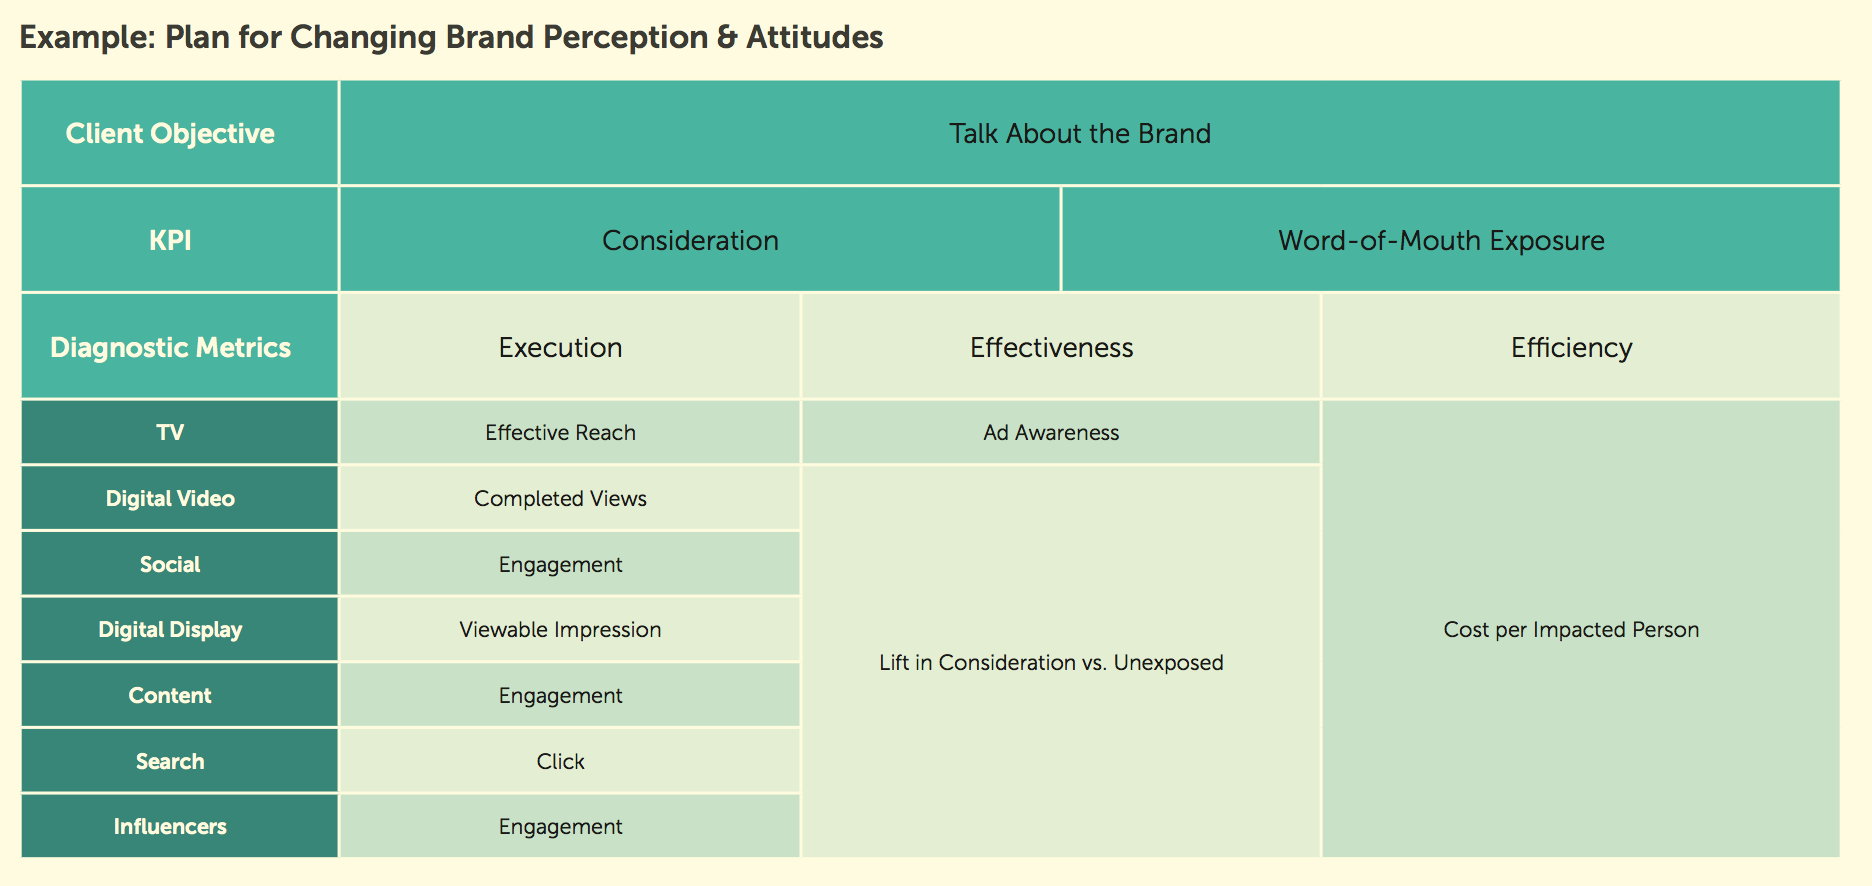 Example: Plan for Changing Brand Perception & Attitudes
Client Objective
Talk About the Brand
KPI
Consideration
Word-of-Mouth Exposure
Diagnostic Metrics
Execution
Effectiveness
Efficiency
TV
Effective Reach
Ad Awareness
Digital Video
Completed Views
Social
Engagement
Digital Display
Viewable Impression
Cost per Impacted Person
Lift in Consideration vs. Unexposed
Content
Engagement
Search
Click
Influencers
Engagement